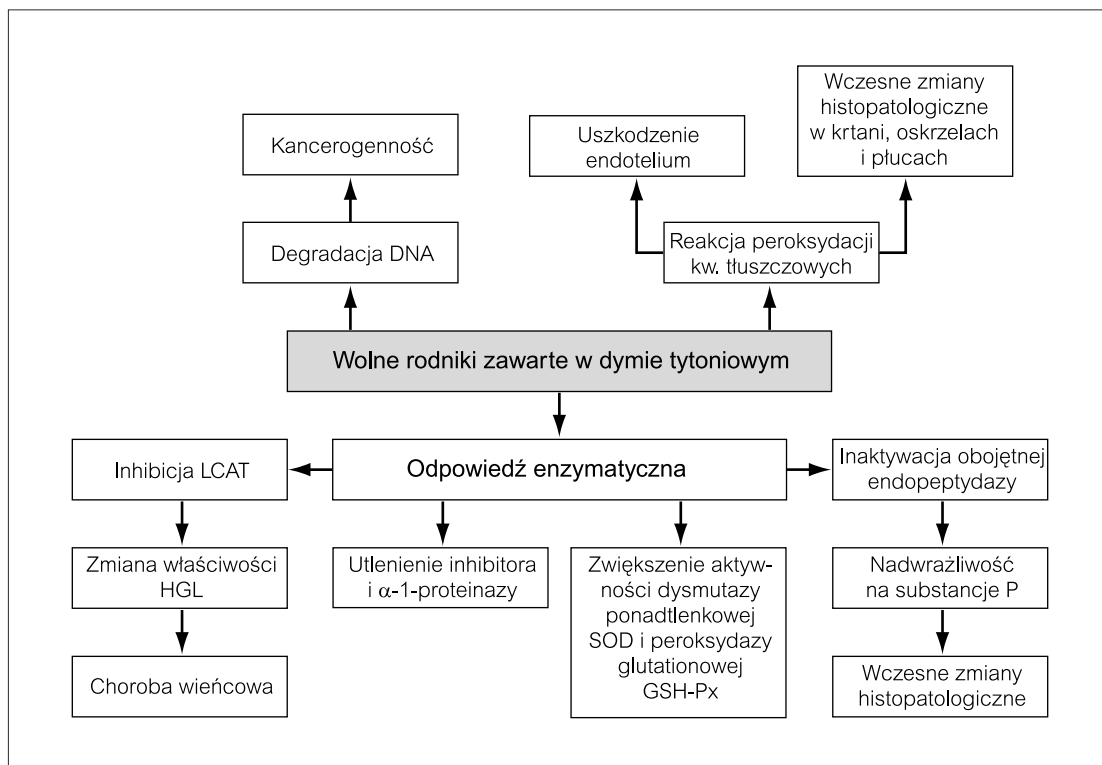 Wczesne zmiany
histopatologiczne
w krtani, oskrzelach
i płucach
Kancerogenność
Uszkodzenie
endotelium
Degradacja DNA
Reakcja peroksydacji
kw. tłuszczowych
Wolne rodniki zawarte w dymie tytoniowym
Inhibicja LCAT
Odpowiedź enzymatyczna
Inaktywacja obojętnej
endopeptydazy
Zmiana właściwości
HGL
Utlenienie inhibitora
i α-1-proteinazy
Zwiększenie aktyw-
ności dysmutazy
ponadtlenkowej
SOD i peroksydazy
glutationowej
GSH-Px
Nadwrażliwość
na substancje P
Choroba wieńcowa
Wczesne zmiany
histopatologiczne